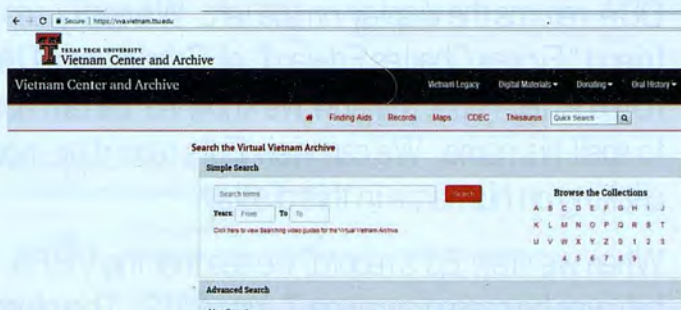 Secure | https://vva.vietnam.ttu.edu
TEXAS TECH UNIVERSITY
Vietnam Center and Archive
Vietnam Center and Archive
Vietnam Legacy Digital Materials Donating Oral History
Finding Aids Records Maps CDEC Thesaurus Quick Search
Search the Virtual Vietnam Archive
Simple Search
Search terms Search
Years: From To To
Click here to view Searching video guides for the Virtual Vietnam Archive
Browse the Collections
A B C D E F G H I J
K L M N O P Q R S T
U V W X Y Z 0 1 2 3
4 5 6 7 8 9
Advanced Search